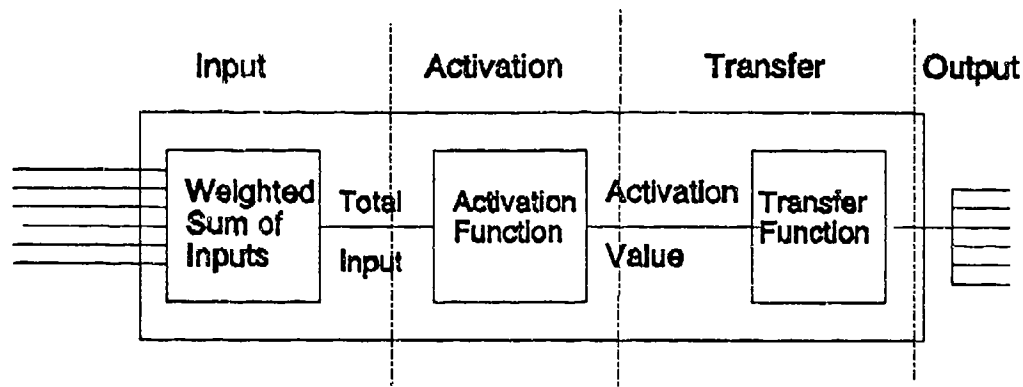 Input
Activation
Transfer
Output
Weighted
Sum of
Inputs
Total
Input
Activation
Function
Activation
Value
Transfer
Function